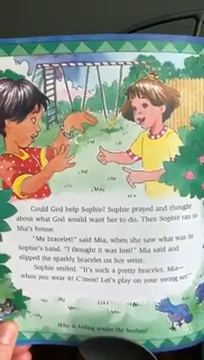 Could God help Sophie? Sophie prayed and thought
about what God would want her to do. Then Sophie ran to
Mia's house.
"My bracelet!" said Mia, when she saw what was in
Sophie's hand. "I thought it was lost!" Mia said and
slipped the sparkly bracelet on her wrist.
Sophie smiled. "It's such a pretty bracelet, Mia—
when you wear it! C'mon! Let's play on your swing set!"
Who is hiding under the bushes?